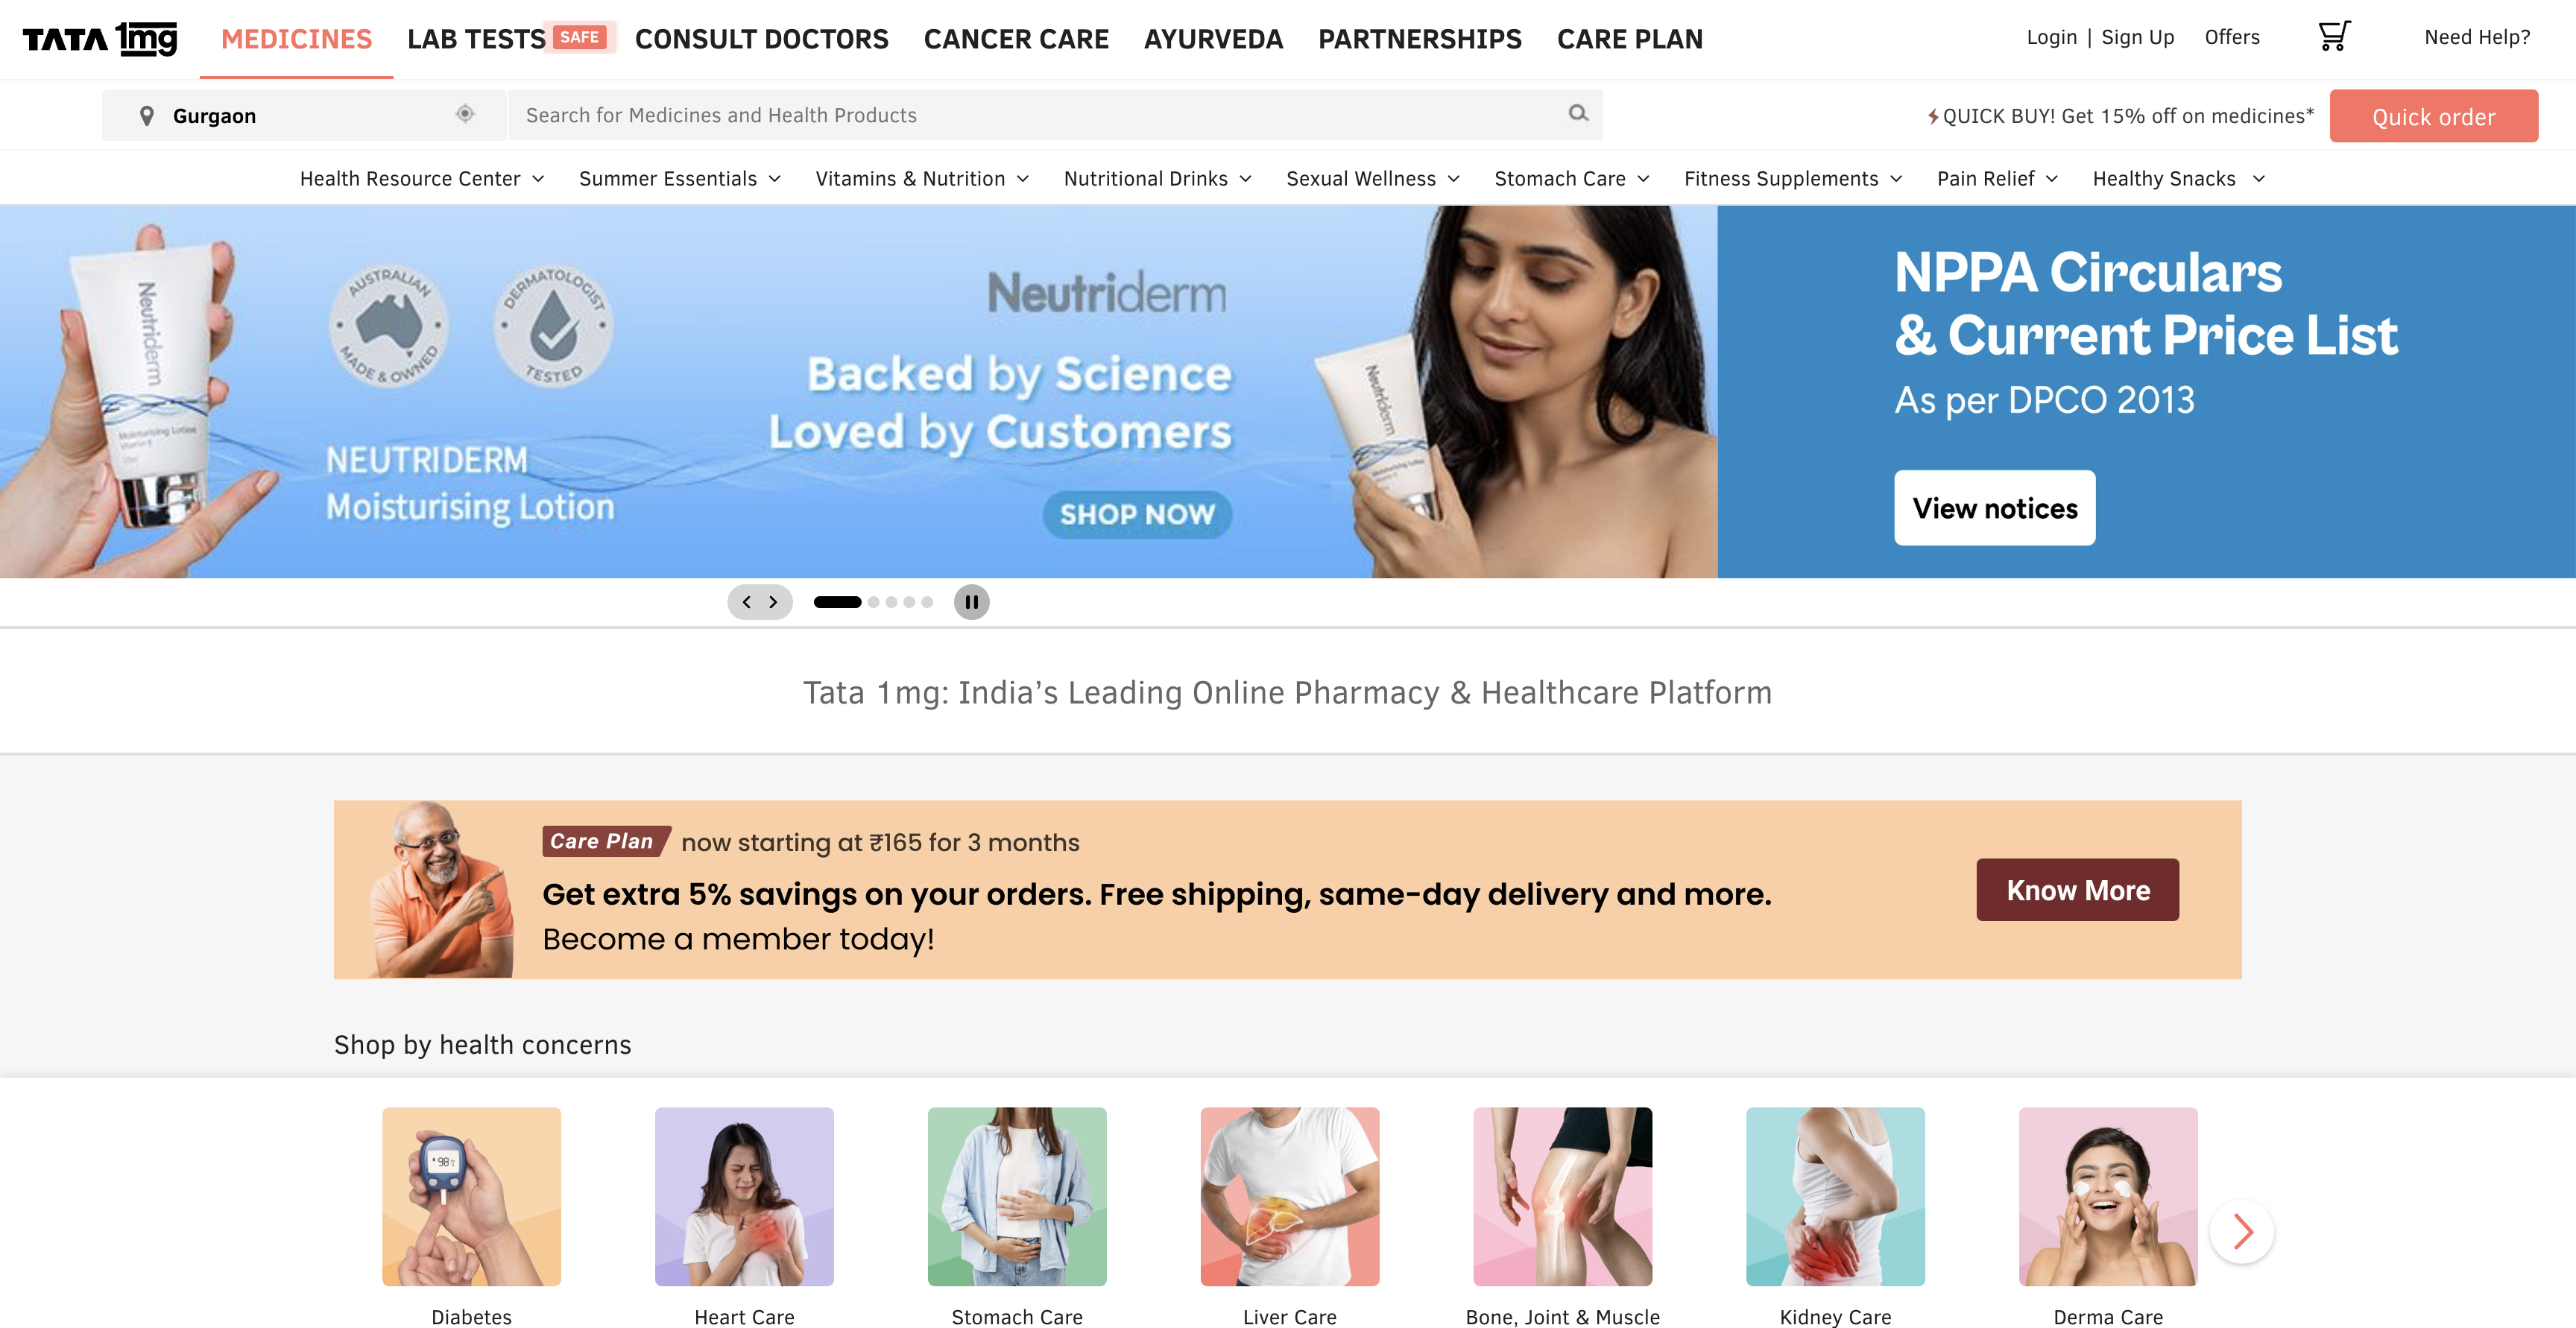 TATA 1mg
MEDICINES
LAB TESTS SAFE
CONSULT DOCTORS
CANCER CARE
AYURVEDA
PARTNERSHIPS
CARE PLAN
Login | Sign Up
Offers
Need Help?
Gurgaon
Search for Medicines and Health Products
QUICK BUY! Get 15% off on medicines*
Quick order
Health Resource Center
Summer Essentials
Vitamins & Nutrition
Nutritional Drinks
Sexual Wellness
Stomach Care
Fitness Supplements
Pain Relief
Healthy Snacks
Neutriderm
Moisturising Lotion
AUSTRALIAN
MADE & OWNED
DERMATOLOGIST
TESTED
NEUTRIDERM
Moisturising Lotion
Neutriderm
Backed by Science
Loved by Customers
SHOP NOW
Neutriderm
Moisturising Lotion
NPPA Circulars
& Current Price List
As per DPCO 2013
View notices
Tata 1mg: India’s Leading Online Pharmacy & Healthcare Platform
Care Plan now starting at ₹165 for 3 months
Get extra 5% savings on your orders. Free shipping, same-day delivery and more.
Become a member today!
Know More
Shop by health concerns
98
Diabetes
Heart Care
Stomach Care
Liver Care
Bone, Joint & Muscle
Kidney Care
Derma Care